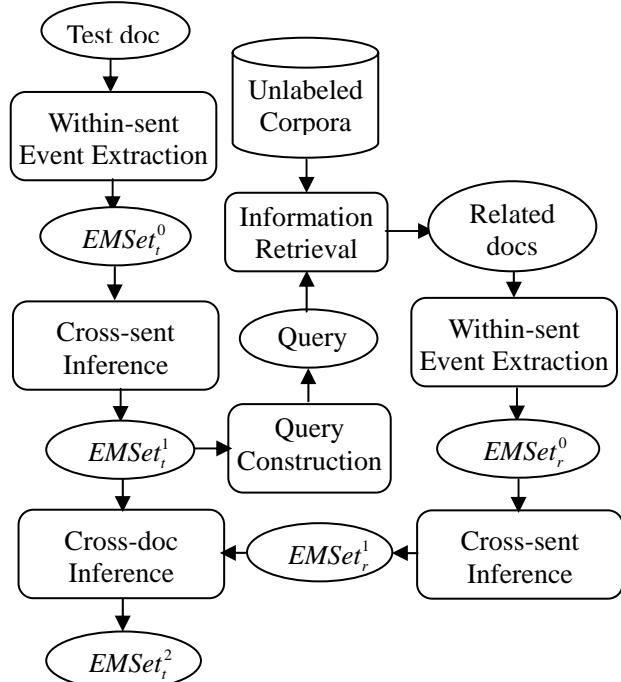 Test doc
Within-sent
Event Extraction
EMSet_t^0
Cross-sent
Inference
EMSet_t^1
Query
Construction
Query
Unlabeled
Corpora
Information
Retrieval
Related
docs
Within-sent
Event Extraction
EMSet_r^0
Cross-sent
Inference
EMSet_r^1
Cross-doc
Inference
EMSet_t^2